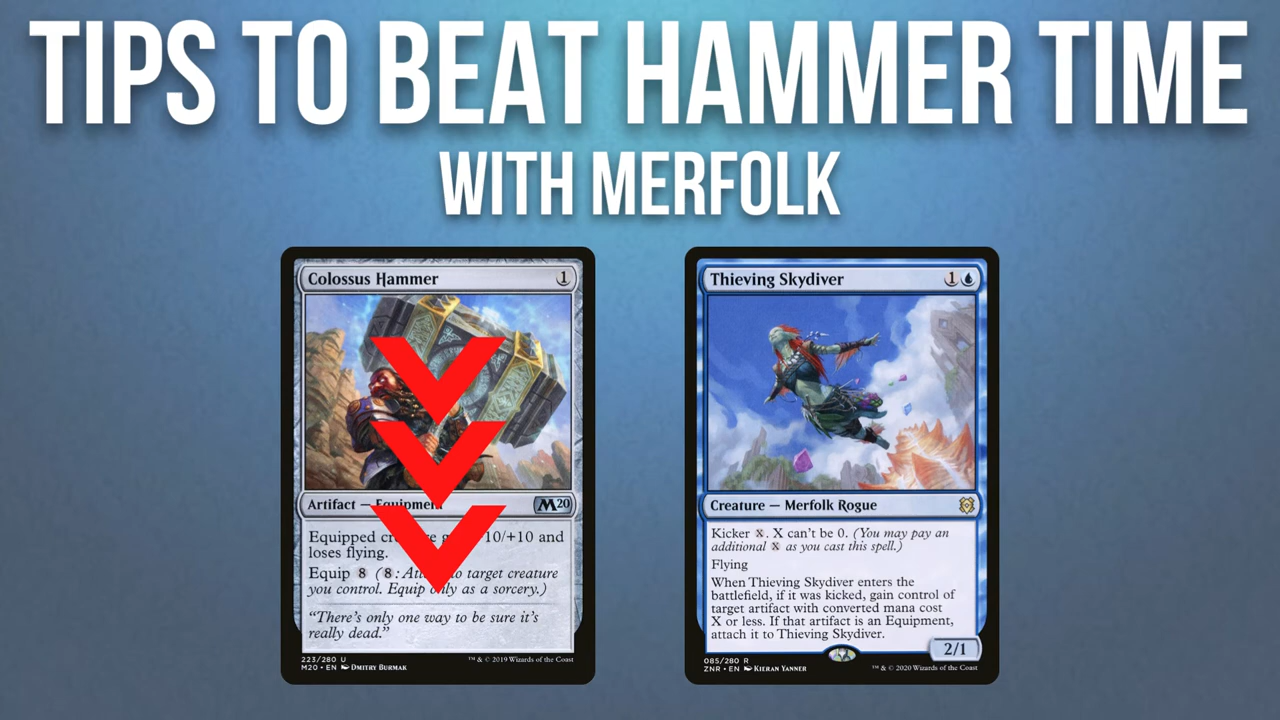 TIPS TO BEAT HAMMER TIME
WITH MERFOLK
Colossus Hammer 1
Artifact — Equipment M20
Equipped 10/+10 and
loses flying.
Equip 8 (8: to target creature
you control. Equip only as a sorcery.)
“There’s only one way to be sure it’s
really dead.”
223/280 U
M20 • EN DMITRY BURMAK
™ & © 2019 Wizards of the Coast
Thieving Skydiver 1
Creature — Merfolk Rogue
Kicker X. X can’t be 0. (You may pay an
additional X as you cast this spell.)
Flying
When Thieving Skydiver enters the
battlefield, if it was kicked, gain control of
target artifact with converted mana cost
X or less. If that artifact is an Equipment,
attach it to Thieving Skydiver.
2/1
085/280 R
ZNR • EN KIERAN YANNER
™ & © 2020 Wizards of the Coast